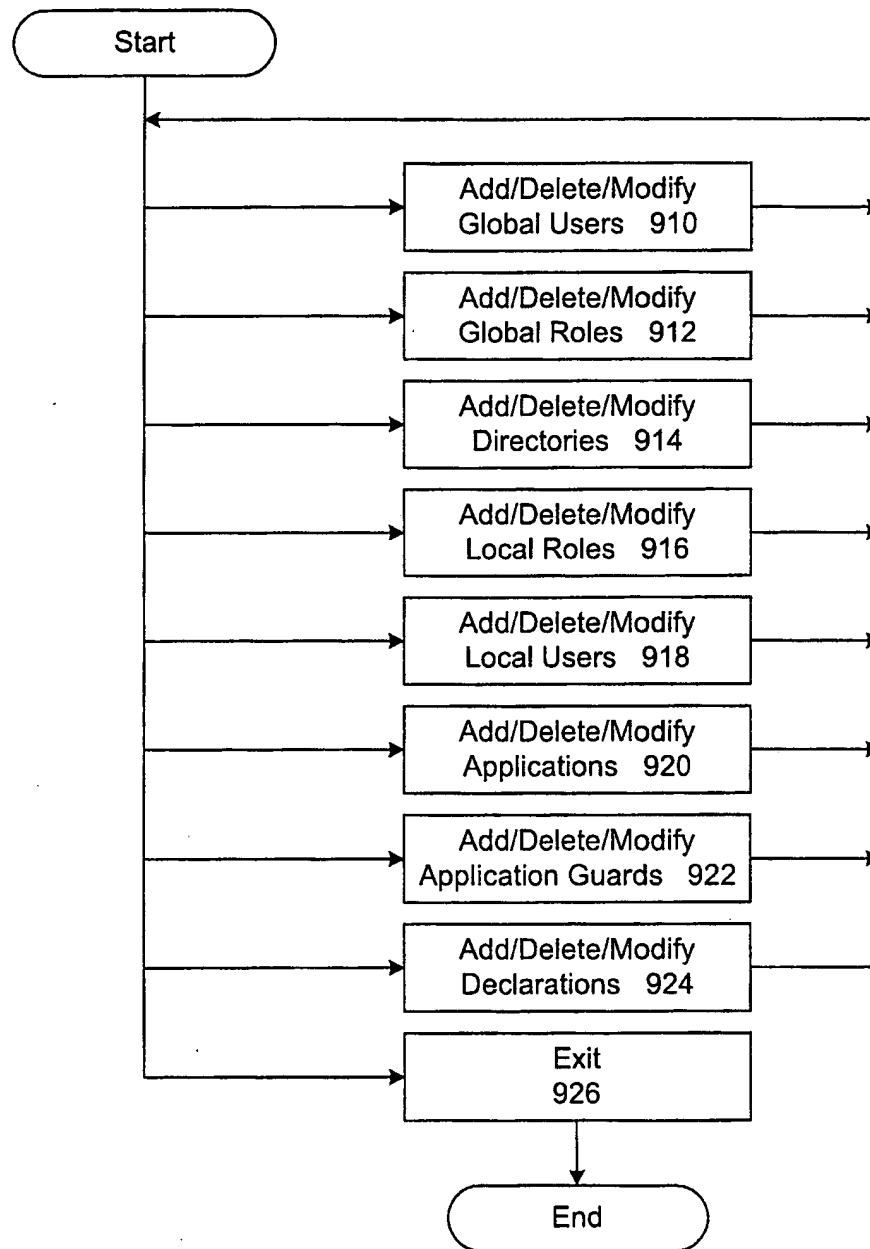 Start
Add/Delete/Modify
Global Users 910
Add/Delete/Modify
Global Roles 912
Add/Delete/Modify
Directories 914
Add/Delete/Modify
Local Roles 916
Add/Delete/Modify
Local Users 918
Add/Delete/Modify
Applications 920
Add/Delete/Modify
Application Guards 922
Add/Delete/Modify
Declarations 924
Exit
926
End